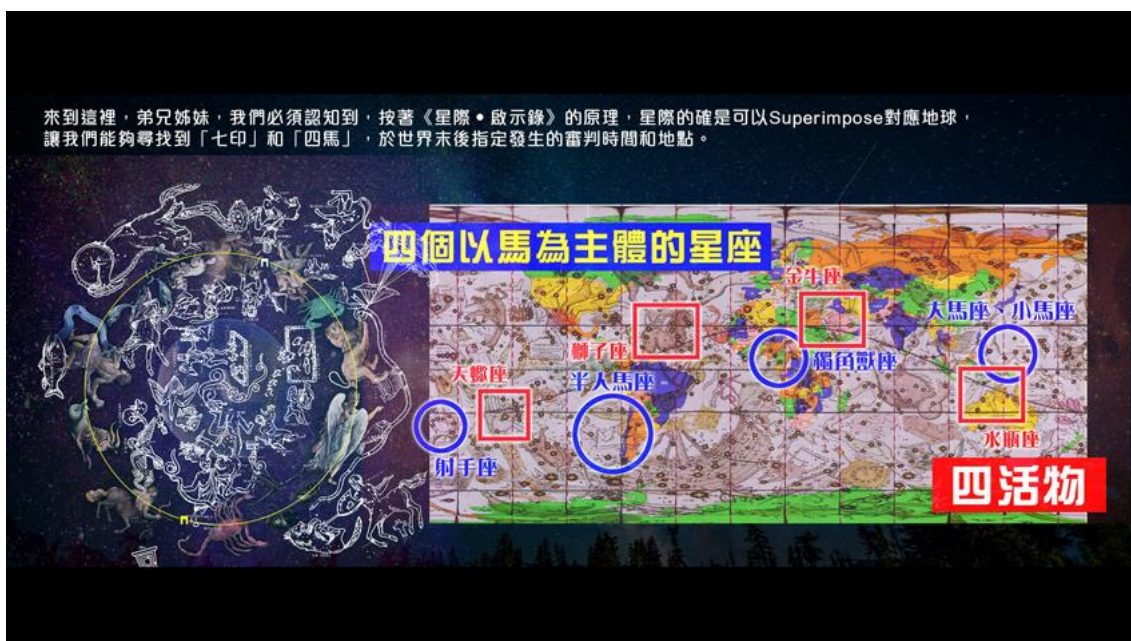 來到這裡，弟兄姊妹，我們必須認知到，按著《星際•啟示錄》的原理，星際的確是可以Superimpose對應地球，
讓我們能夠尋找到「七印」和「四馬」，於世界末後指定發生的審判時間和地點。
四個以馬為主體的星座
金牛座
大馬座、小馬座
獅子座
獨角獸座
天蠍座
半人馬座
射手座
水瓶座
四活物